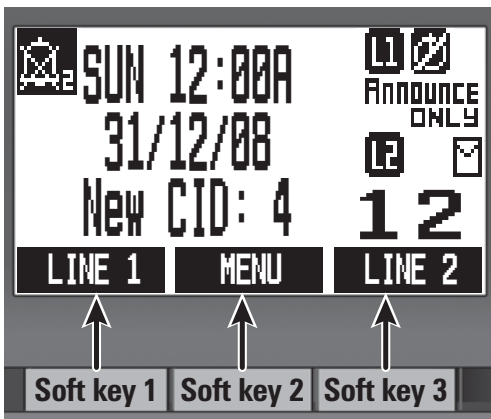 2 SUN 12:00A
31/12/08
New CID: 4
L1
ANNOUNCE
ONLY
L2
12
LINE 1 MENU LINE 2
Soft key 1 Soft key 2 Soft key 3